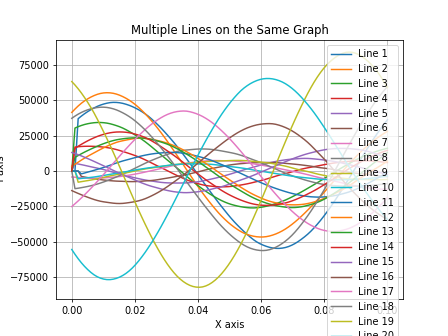 Multiple Lines on the Same Graph
75000
50000
25000
0
−25000
−50000
−75000
0.00
0.02
0.04
0.06
0.08
X axis
axis
Line 1
Line 2
Line 3
Line 4
Line 5
Line 6
Line 7
Line 8
Line 9
Line 10
Line 11
Line 12
Line 13
Line 14
Line 15
Line 16
Line 17
Line 18
Line 19
Line 20